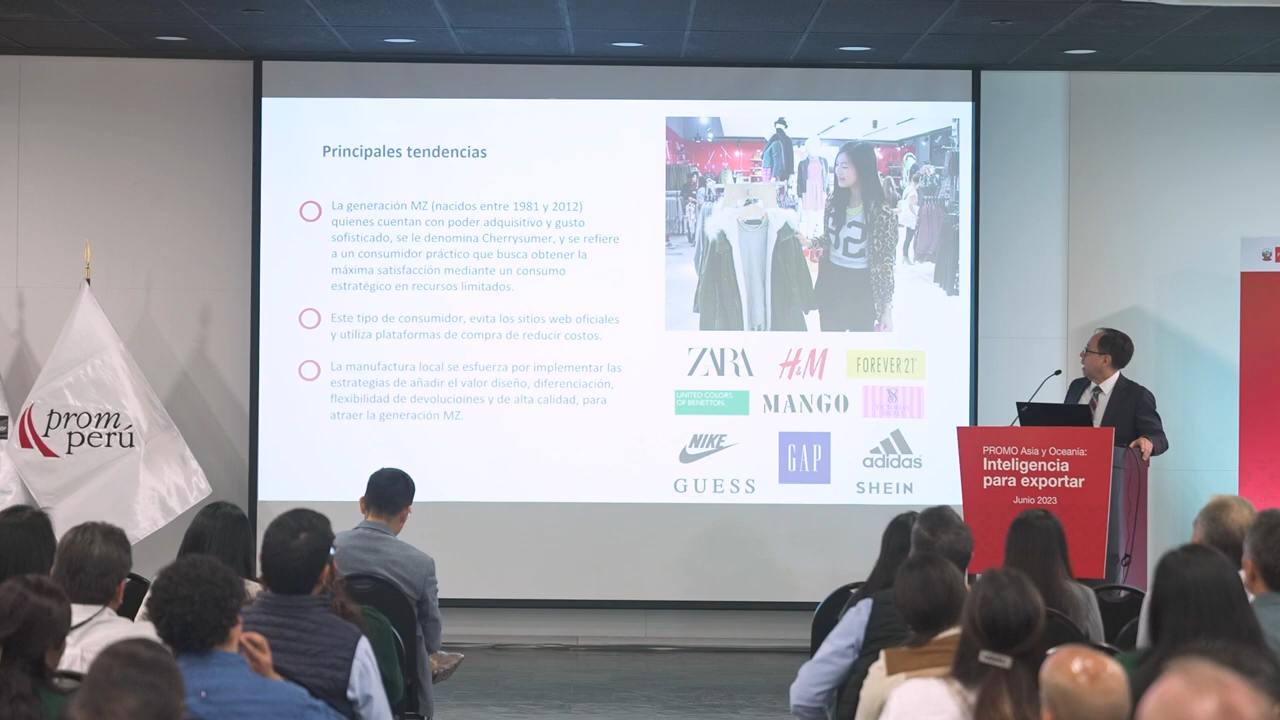 Principales tendencias
La generación MZ (nacidos entre 1981 y 2012)
quienes cuentan con poder adquisitivo y gusto
sofisticado, se le denomina Cherrysumer, y se refiere
a un consumidor práctico que busca obtener la
máxima satisfacción mediante un consumo
estratégico en recursos limitados.
Este tipo de consumidor, evita los sitios web oficiales
y utiliza plataformas de compra de reducir costos.
La manufactura local se esfuerza por implementar las
estrategias de añadir el valor diseño, diferenciación,
flexibilidad de devolucioines y de alta calidad, para
atraer la generación MZ.
ZARA H&M FOREVER 21
UNITED COLORS
OF BENETTON.
MANGO
NIKE GAP adidas
GUESS SHEIN
prom
perú
PROMO Asia y Oceanía:
Inteligencia
para exportar
Junio 2023